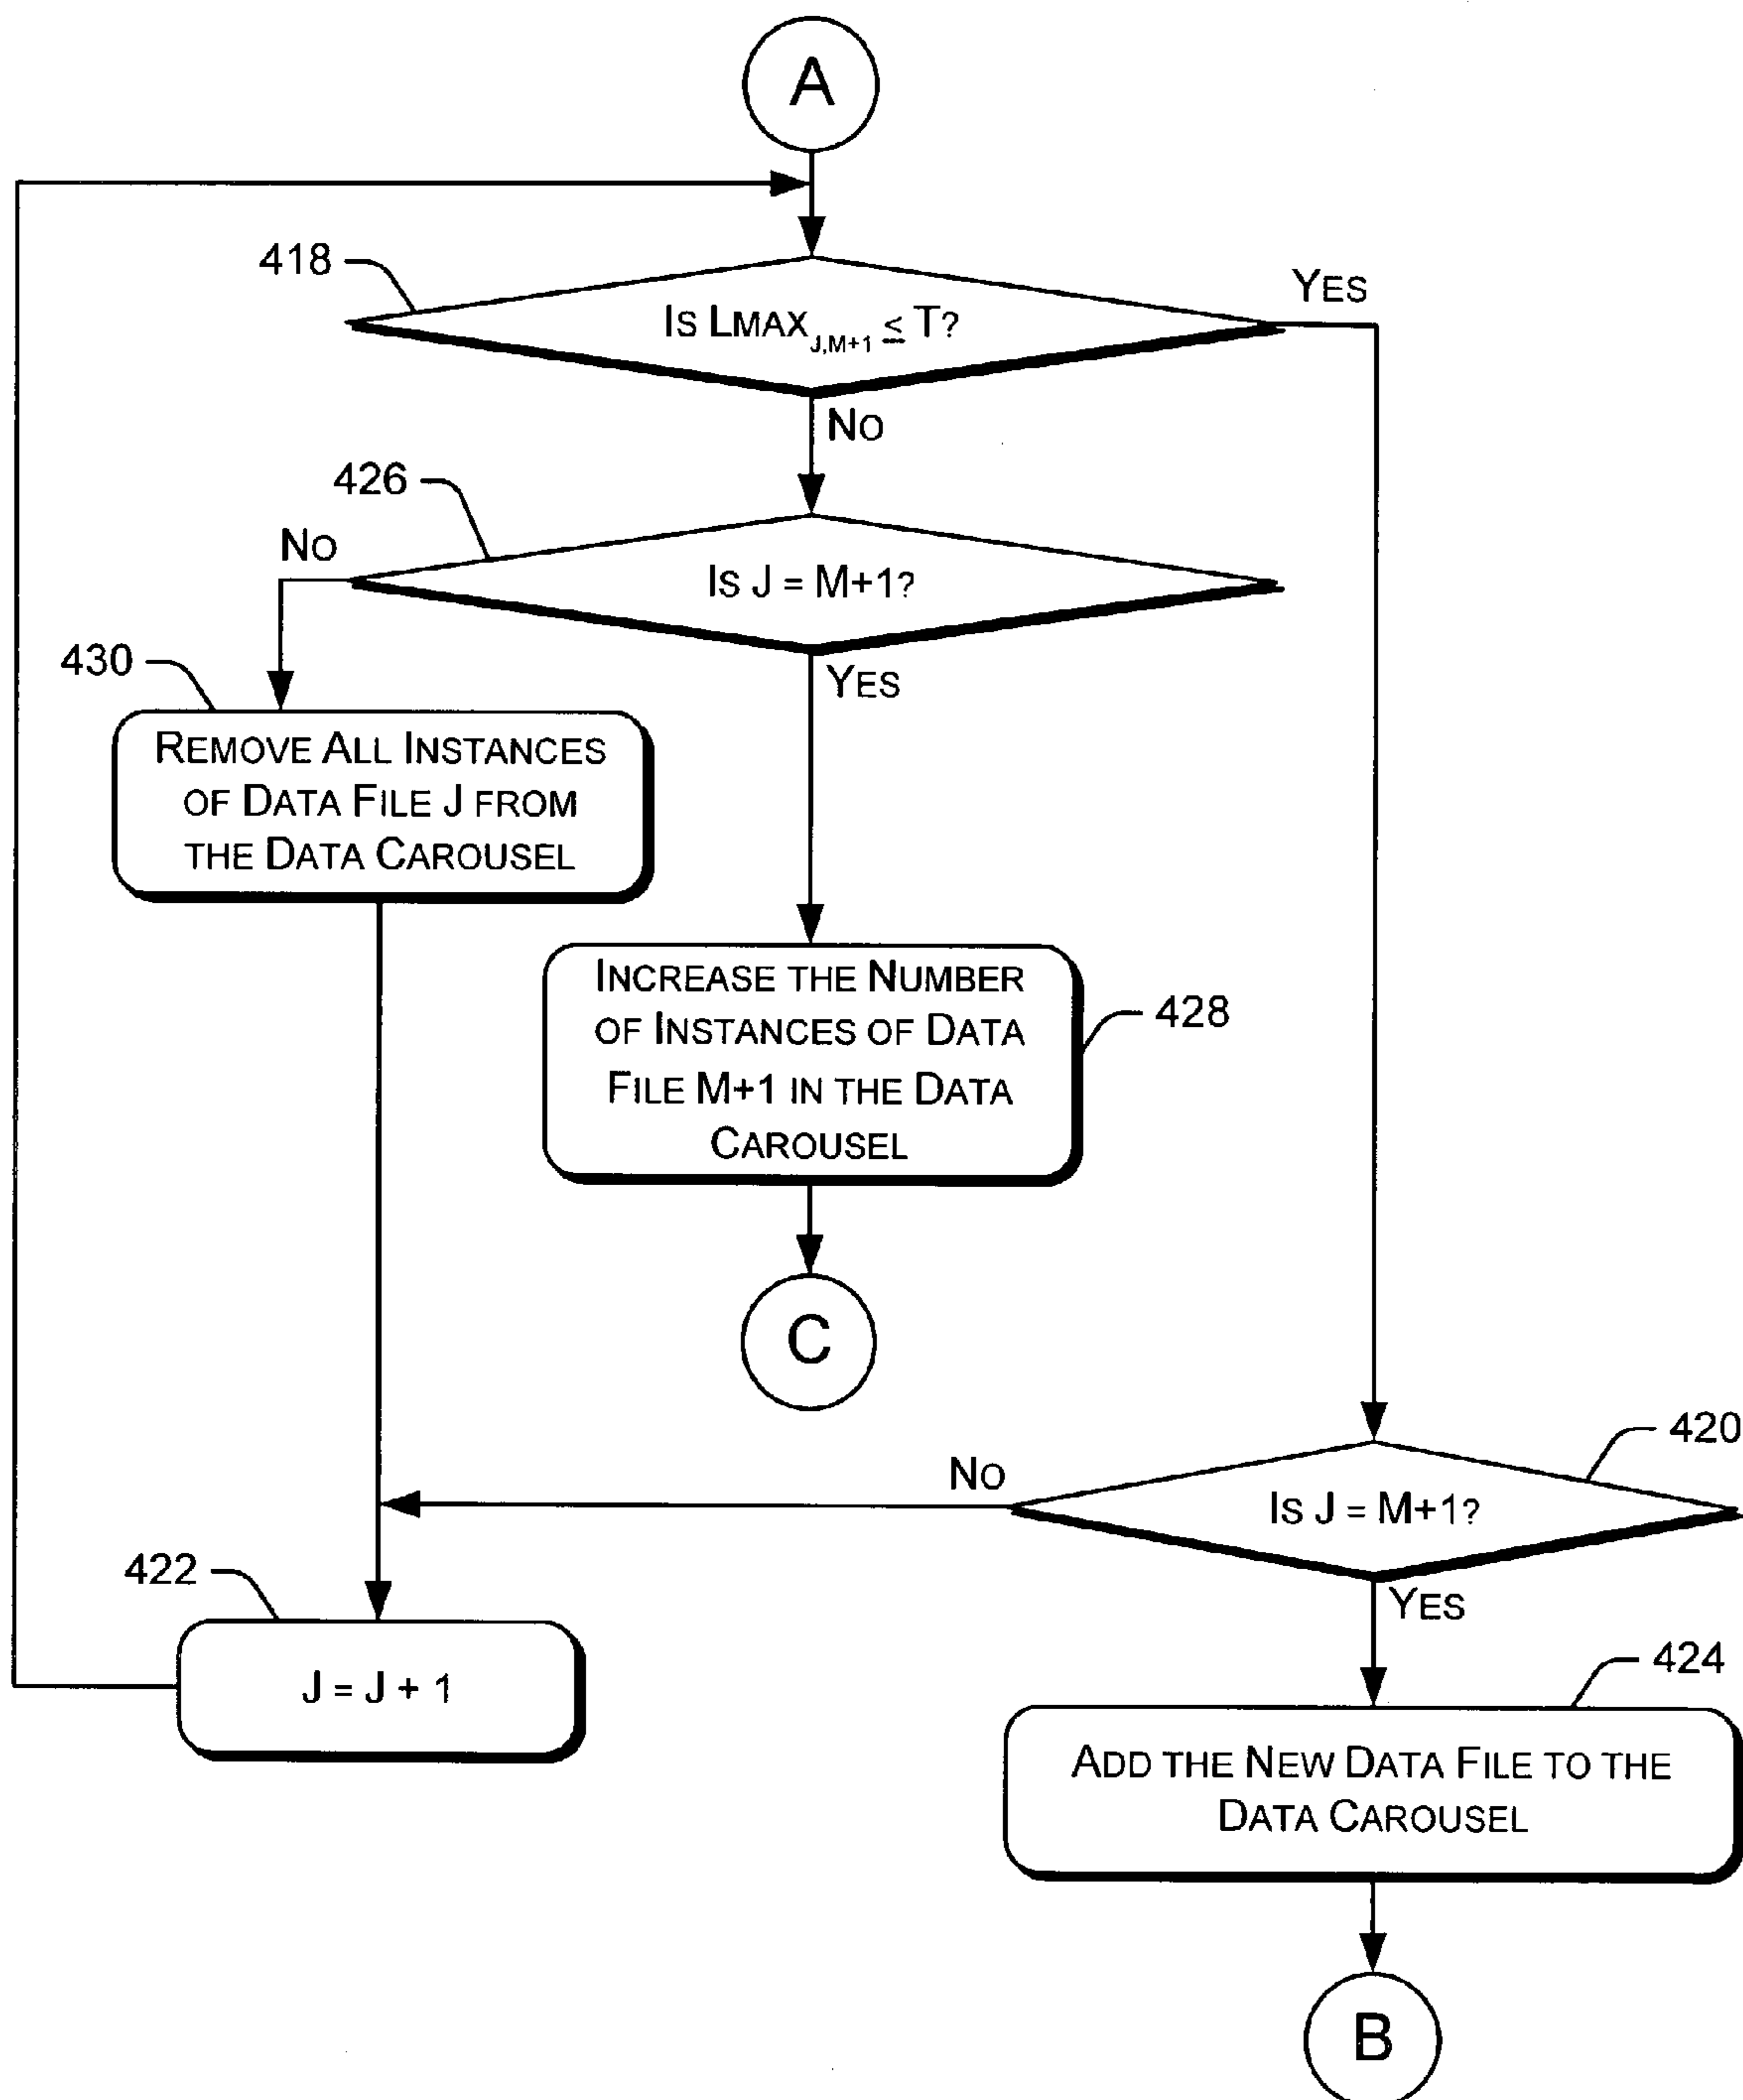 A
418
YES
IS LMAX J,M+1 ≤ T?
NO
426
NO
IS J = M+1?
430
YES
REMOVE ALL INSTANCES
OF DATA FILE J FROM
THE DATA CAROUSEL
INCREASE THE NUMBER
OF INSTANCES OF DATA
FILE M+1 IN THE DATA
CAROUSEL
428
C
420
NO
IS J = M+1?
422
YES
J = J + 1
424
ADD THE NEW DATA FILE TO THE
DATA CAROUSEL
B